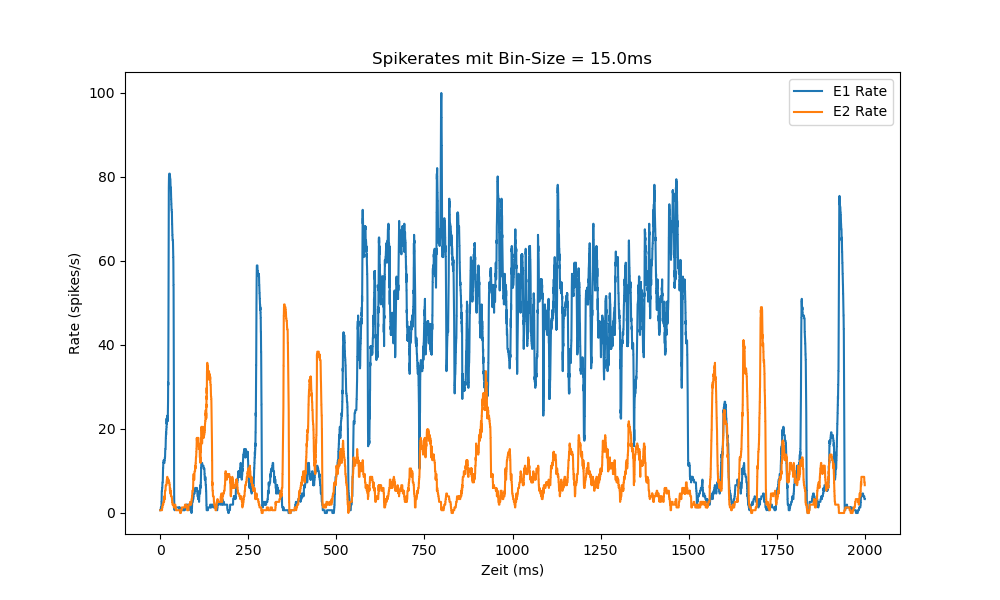 Spikerates mit Bin-Size = 15.0ms
E1 Rate
E2 Rate
100
80
60
40
20
0
Rate (spikes/s)
0 250 500 750 1000 1250 1500 1750 2000
Zeit (ms)